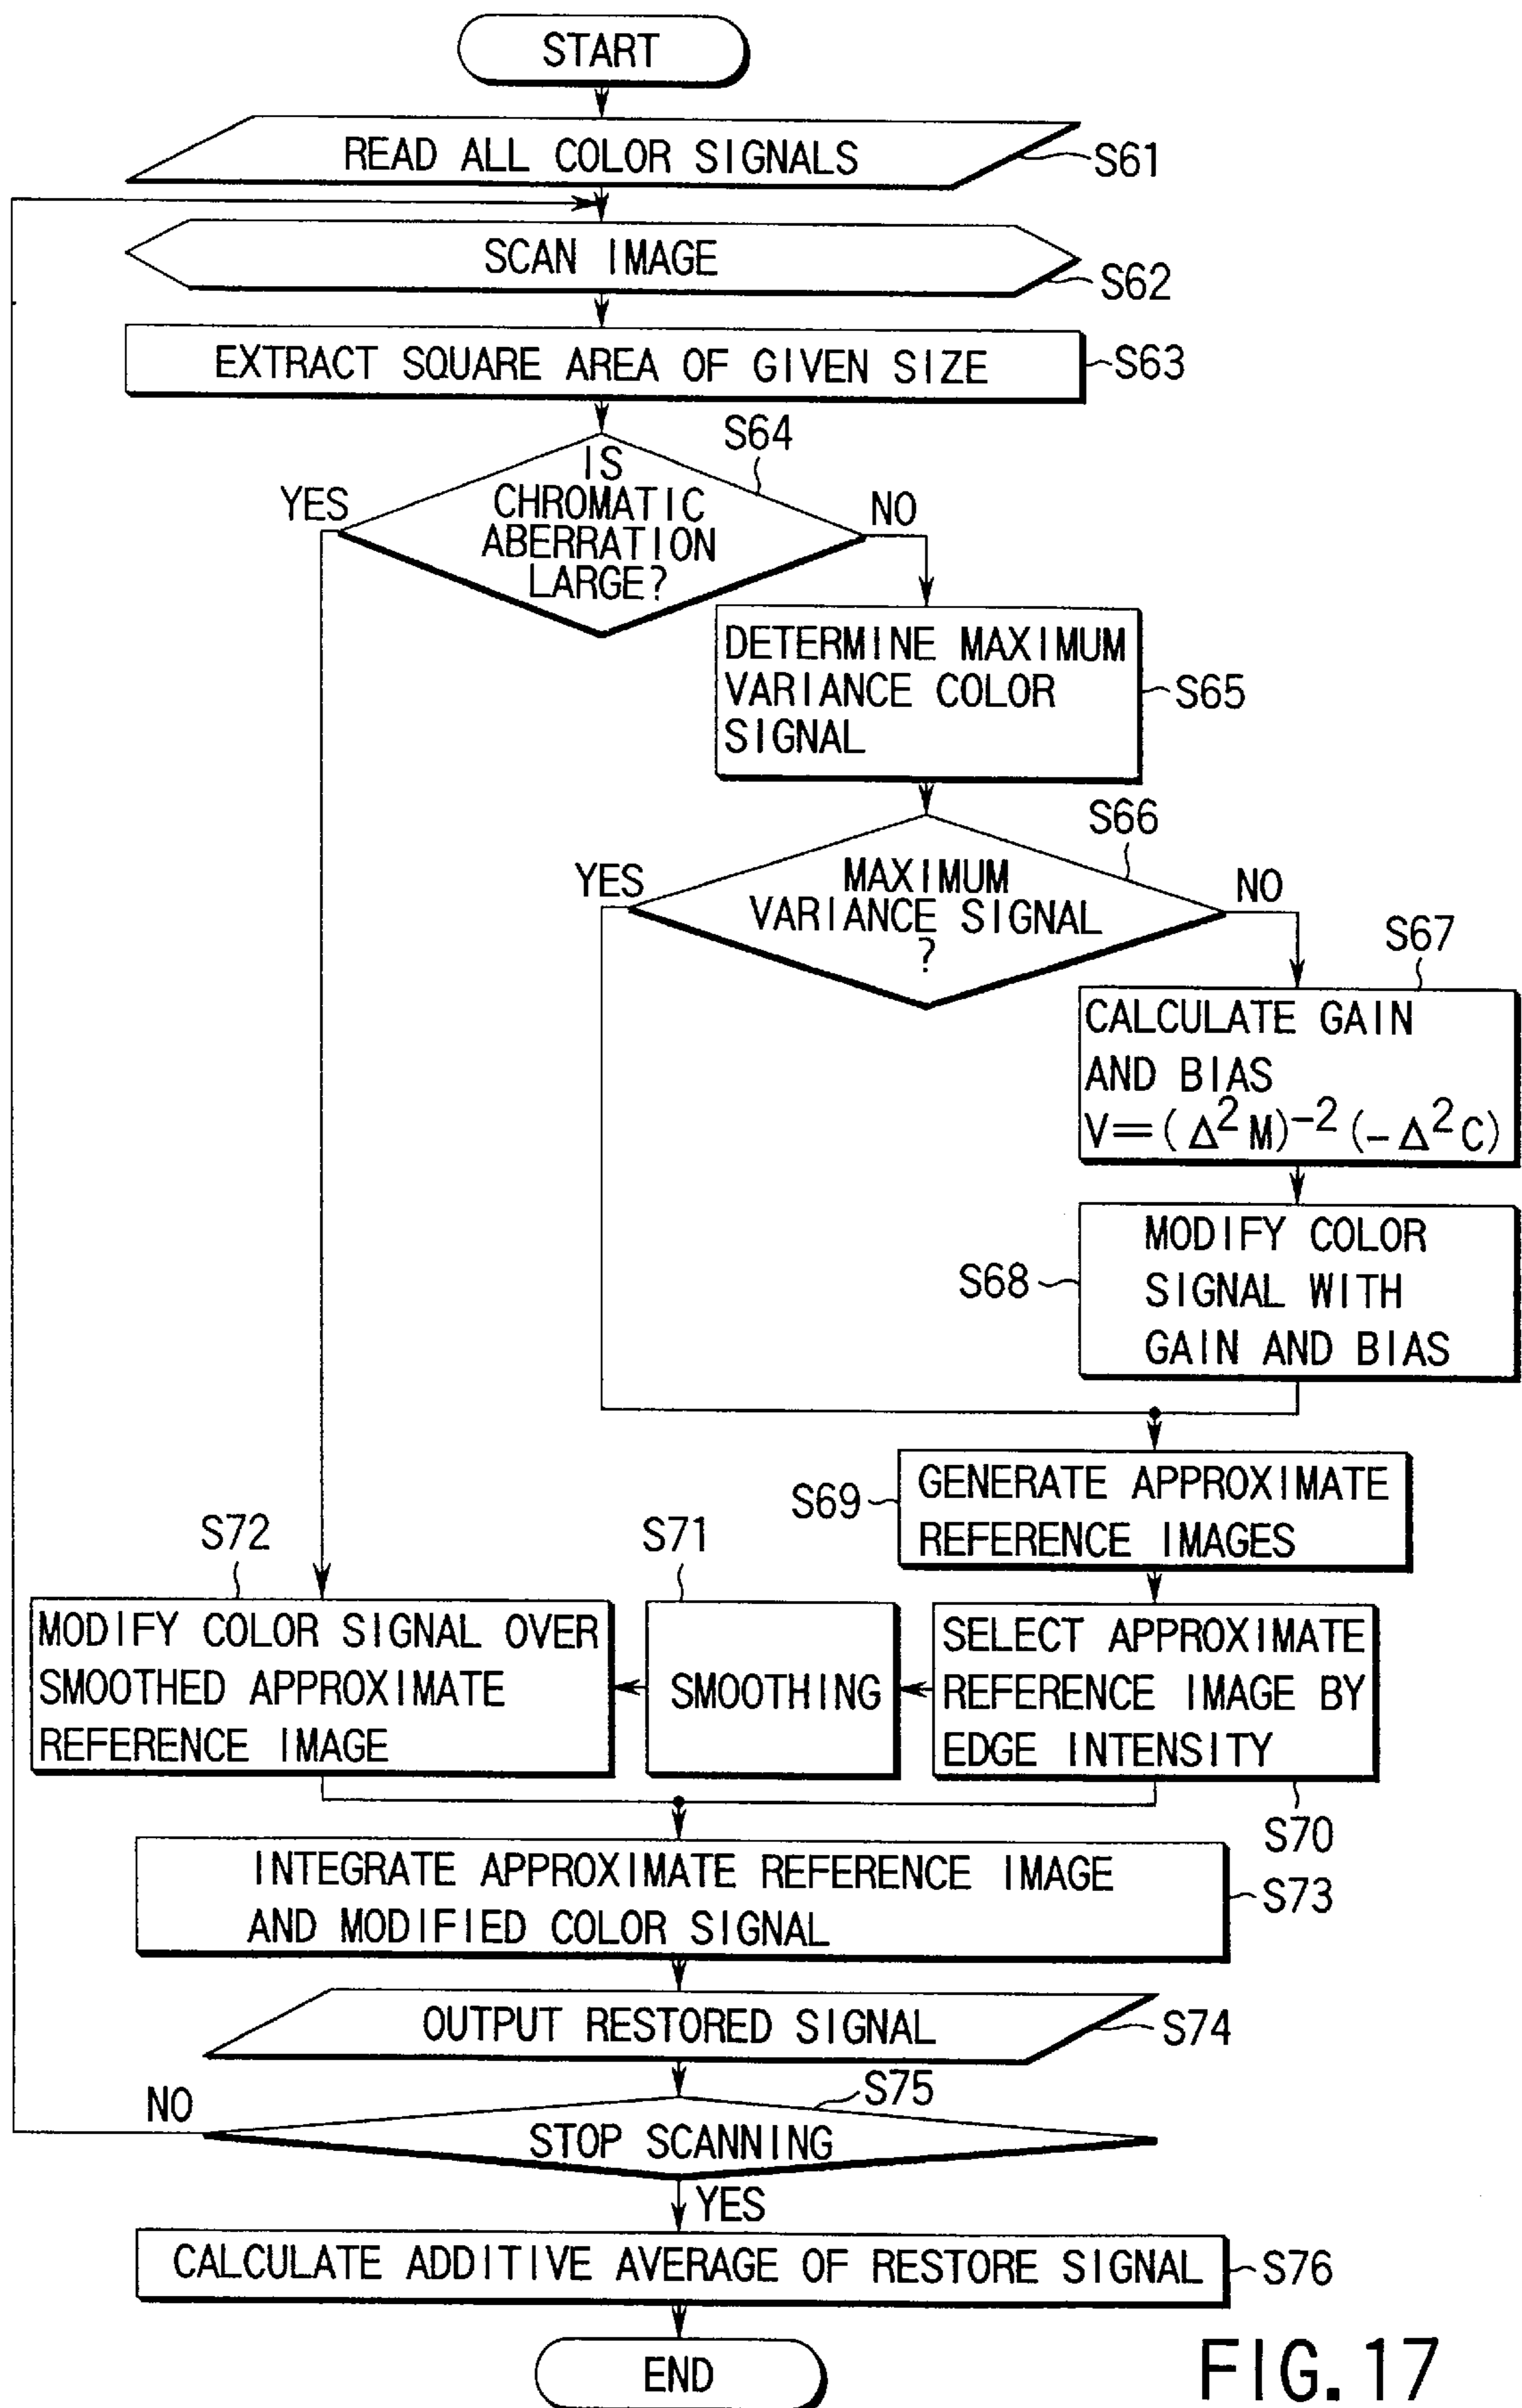 START
READ ALL COLOR SIGNALS
S61
SCAN IMAGE
S62
EXTRACT SQUARE AREA OF GIVEN SIZE
S63
S64
IS
CHROMATIC
ABERRATION
LARGE?
YES
NO
DETERMINE MAXIMUM
VARIANCE COLOR
SIGNAL
S65
S66
MAXIMUM
VARIANCE SIGNAL
?
YES
NO
S67
CALCULATE GAIN
AND BIAS
V=(Δ²M)⁻²(-Δ²C)
S68
MODIFY COLOR
SIGNAL WITH
GAIN AND BIAS
S69
GENERATE APPROXIMATE
REFERENCE IMAGES
S72
MODIFY COLOR SIGNAL OVER
SMOOTHED APPROXIMATE
REFERENCE IMAGE
S71
SMOOTHING
SELECT APPROXIMATE
REFERENCE IMAGE BY
EDGE INTENSITY
S70
INTEGRATE APPROXIMATE REFERENCE IMAGE
AND MODIFIED COLOR SIGNAL
S73
OUTPUT RESTORED SIGNAL
S74
S75
NO
STOP SCANNING
YES
CALCULATE ADDITIVE AVERAGE OF RESTORE SIGNAL
S76
END
FIG.17